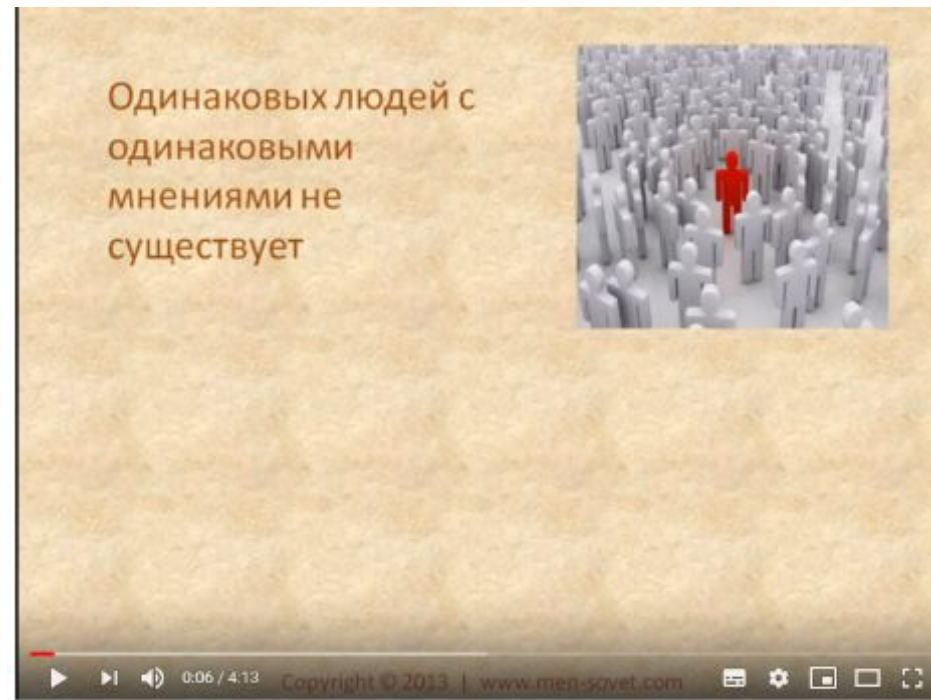 Одинаковых людей с
одинаковыми
мнениями не
существует
0:06 / 4:13
Copyright © 2013 | www.men-sovet.com